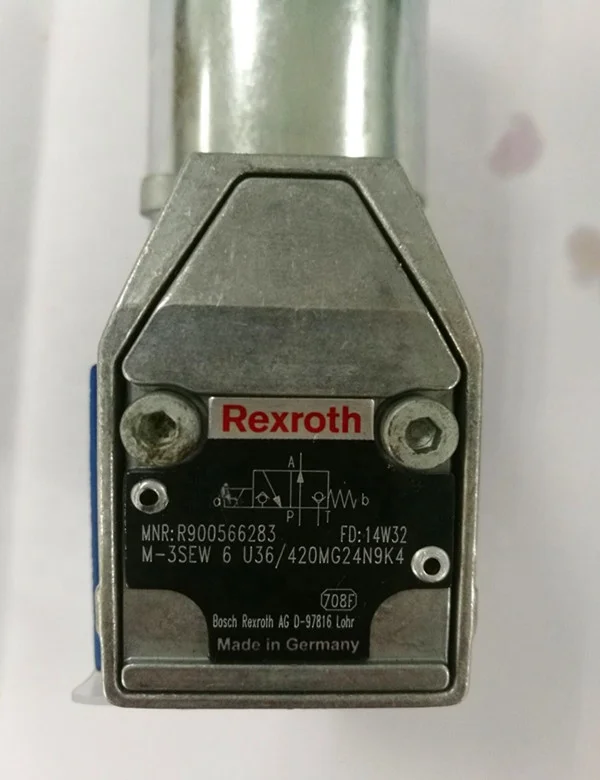 Rexroth
A
a b
P T
MNR:R900566283 FD:14W32
M-3SEW 6 U36/420MG24N9K4
708F
Bosch Rexroth AG D-97816 Lohr
Made in Germany